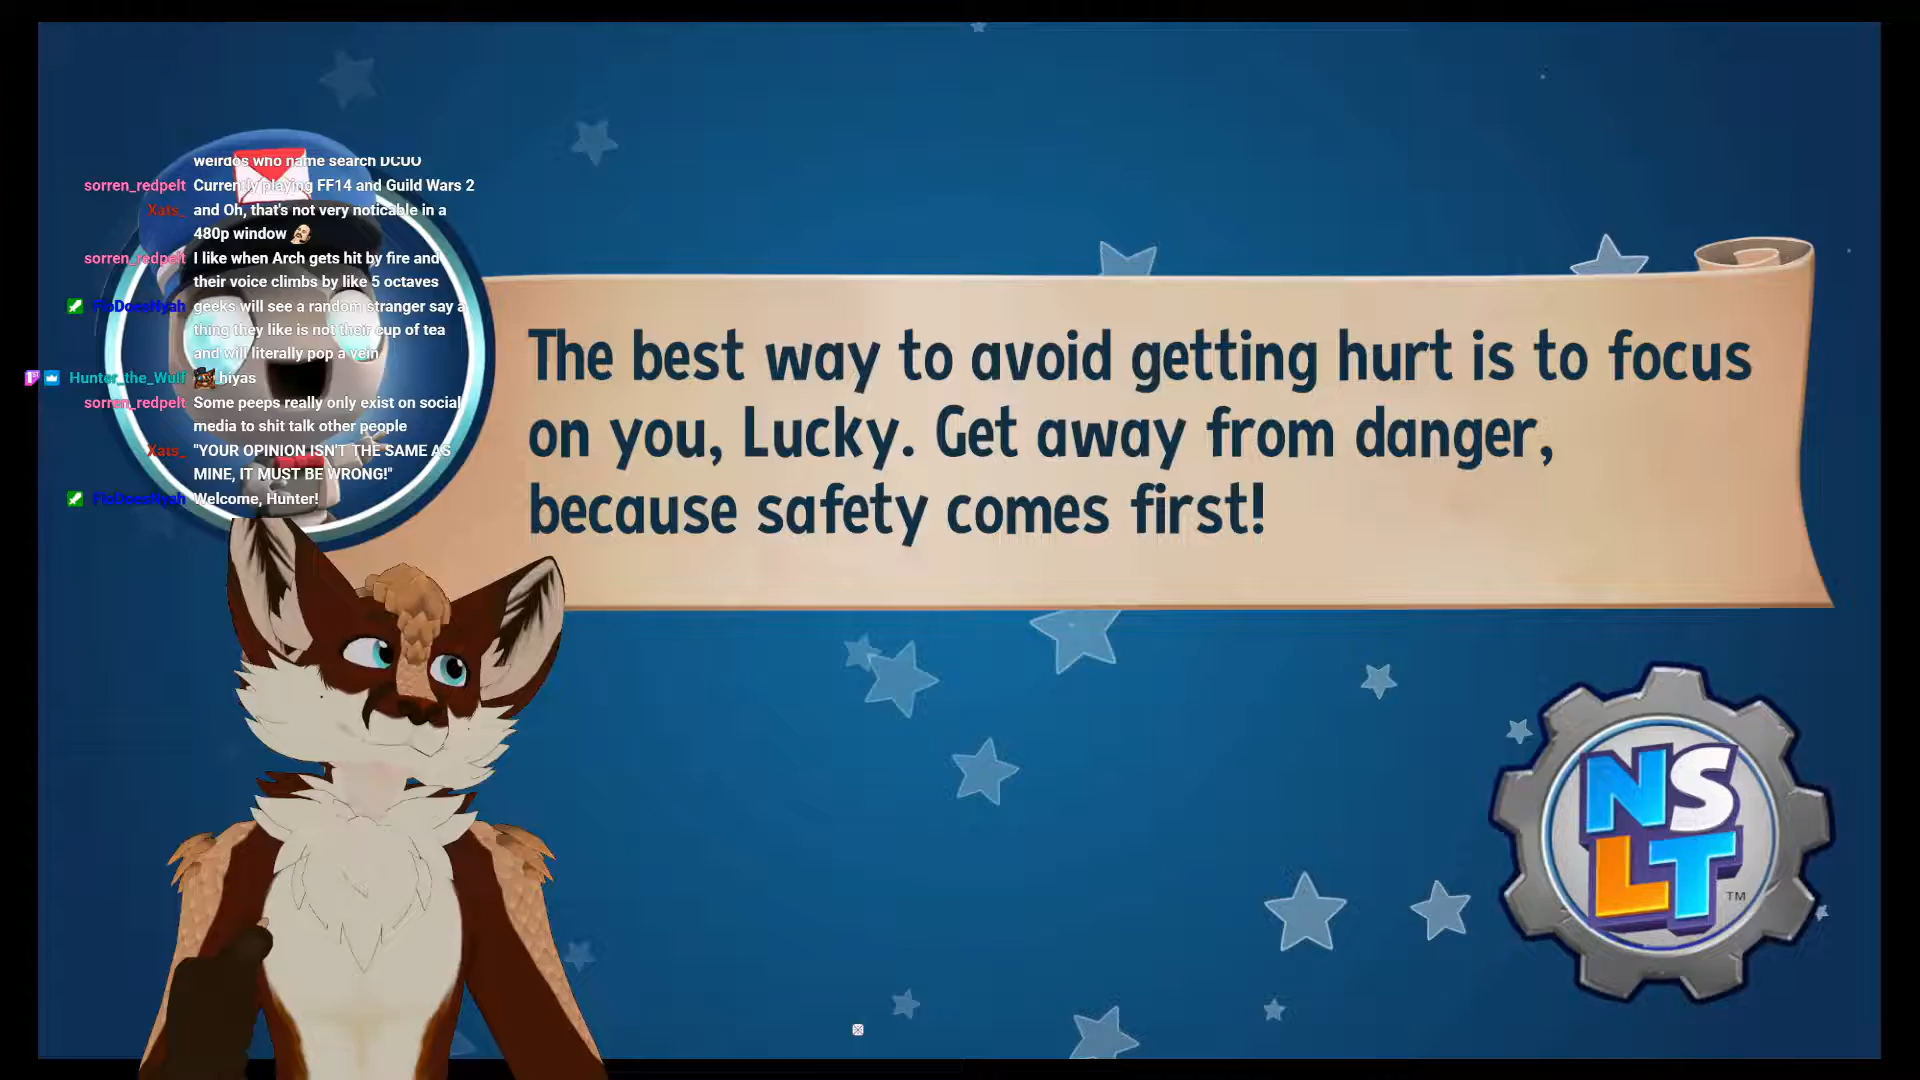 weirdos who name search DCUO
sorren_redpelt Currently playing FF14 and Guild Wars 2
Xats_ and Oh, that's not very noticable in a
480p window
sorren_redpelt I like when Arch gets hit by fire and
their voice climbs by like 5 octaves
FloDoesNyah geeks will see a random stranger say a
thing they like is not their cup of tea
and will literally pop a vein
Hunter_the_Wulf hiyas
sorren_redpelt Some peeps really only exist on social
media to shit talk other people
Xats_ "YOUR OPINION ISN'T THE SAME AS
MINE, IT MUST BE WRONG!"
FloDoesNyah Welcome, Hunter!
The best way to avoid getting hurt is to focus
on you, Lucky. Get away from danger,
because safety comes first!
NS
LT
TM